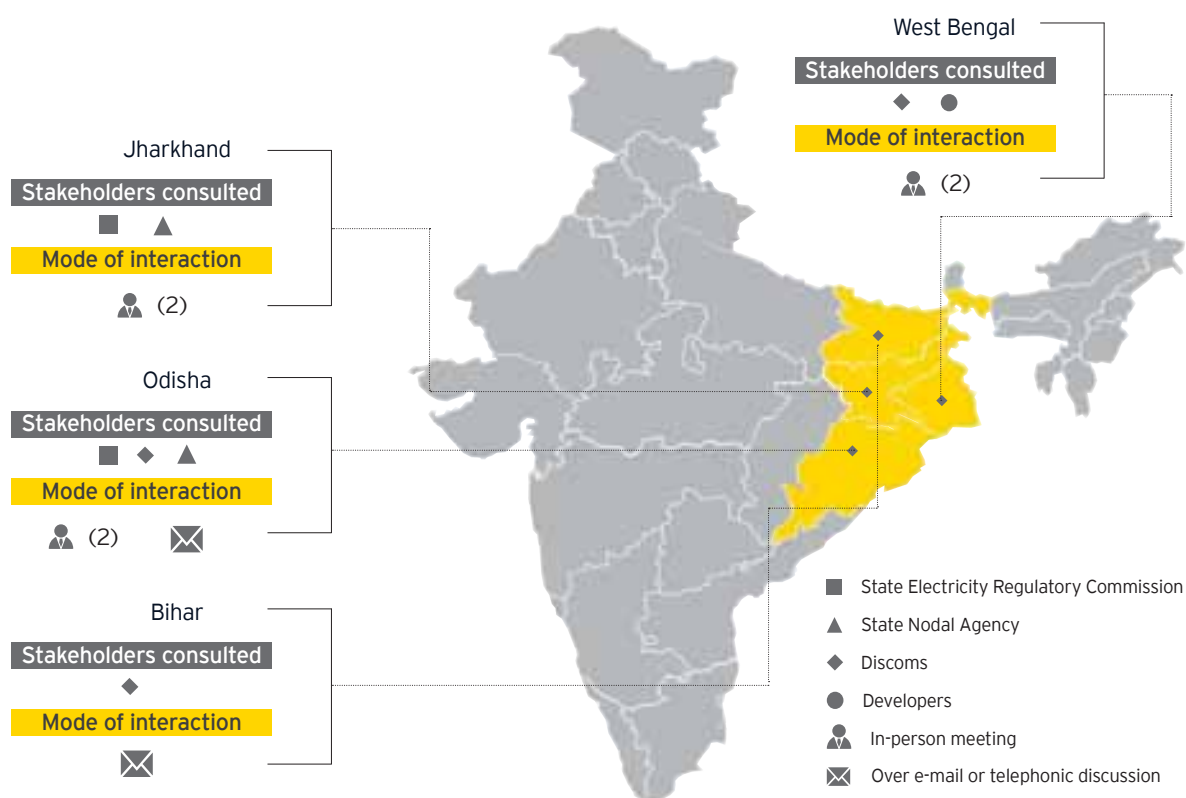 West Bengal
Stakeholders consulted
Mode of interaction
(2)
Jharkhand
Stakeholders consulted
Mode of interaction
(2)
Odisha
Stakeholders consulted
Mode of interaction
(2)
Bihar
Stakeholders consulted
Mode of interaction
State Electricity Regulatory Commission
State Nodal Agency
Discoms
Developers
In-person meeting
Over e-mail or telephonic discussion